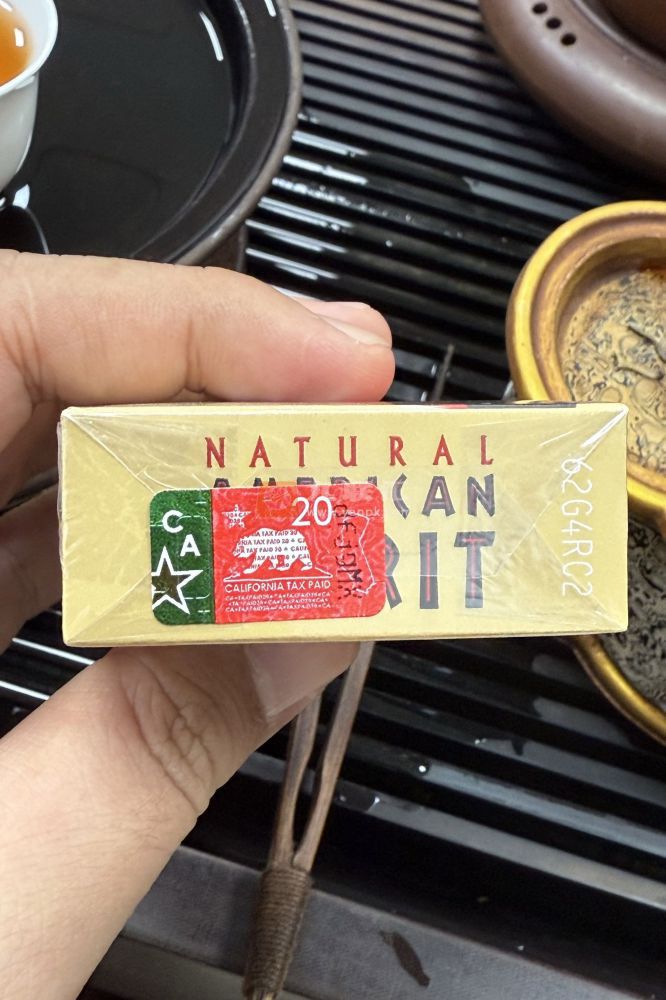 NATURAL
AMERICAN
RIT
62G4RC2
CA
20
CALIFORNIA TAX PAID